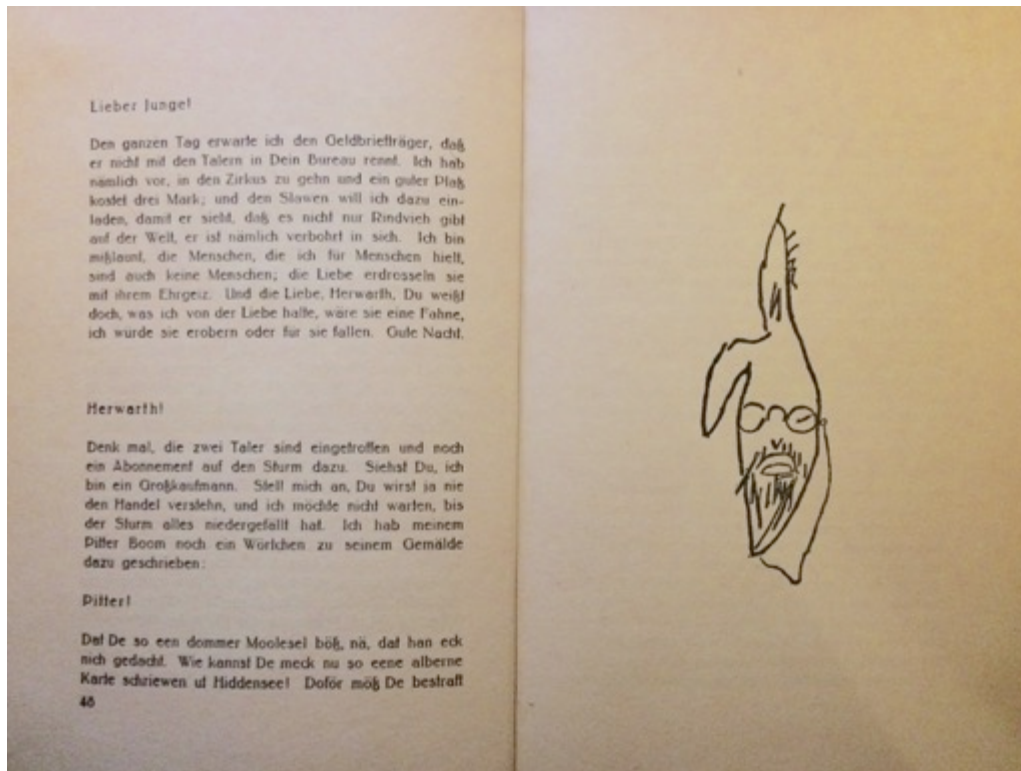 Lieber Junge!
Den ganzen Tag erwarte ich den Geldbriefträger, daß
er nicht mit den Talern in Dein Bureau rennt. Ich hab
nämlich vor, in den Zirkus zu gehn und ein guter Platz
kostet drei Mark; und den Slawen will ich dazu ein-
laden, damit er sieht, daß es nicht nur Rindvieh gibt
auf der Welt, er ist nämlich verbohrt in sich. Ich bin
mißlaunt, die Menschen, die ich für Menschen hielt,
sind auch keine Menschen; die Liebe erdrosseln sie
mit ihrem Ehrgeiz. Und die Liebe, Herwarth, Du weißt
doch, was ich von der Liebe halte, wäre sie eine Fahne,
ich würde sie erobern oder für sie fallen. Gute Nacht.
Herwarth!
Denk mal, die zwei Taler sind eingetroffen und noch
ein Abonnement auf den Sturm dazu. Siehst Du, ich
bin ein Großkaufmann. Stell mich an, Du wirst ja nie
den Handel verstehn, und ich möchte nicht warten, bis
der Sturm alles niedergefällt hat. Ich hab meinem
Pitter Boom noch ein Wörtchen zu seinem Gemälde
dazu geschrieben:
Pitter!
Dat De so een dommer Moolesel böß, nä, dat han eck
nich gedacht. Wie kannst De meck nu so eene alberne
Karte schriewen uf Hiddensee! Doför möß De bestraft
48